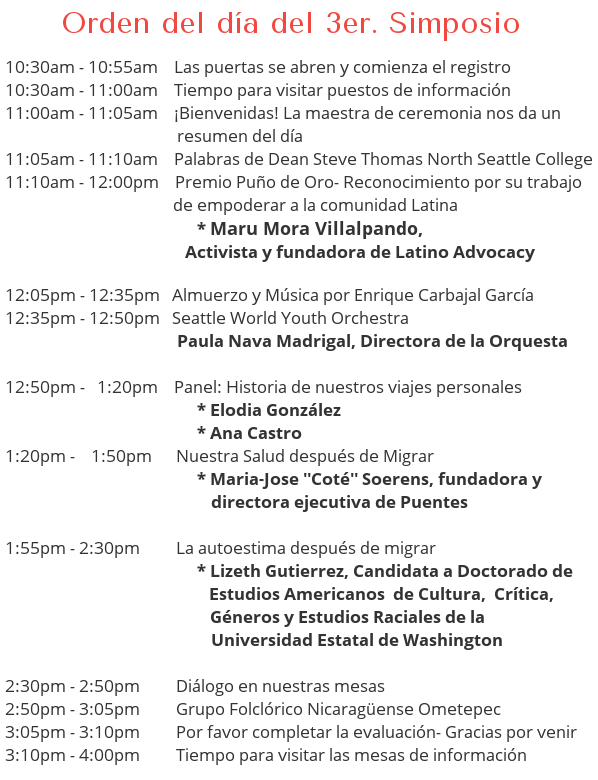 Orden del día del 3er. Simposio
10:30am - 10:55am Las puertas se abren y comienza el registro
10:30am - 11:00am Tiempo para visitar puestos de información
11:00am - 11:05am ¡Bienvenidas! La maestra de ceremonia nos da un
resumen del día
11:05am - 11:10am Palabras de Dean Steve Thomas North Seattle College
11:10am - 12:00pm Premio Puño de Oro- Reconocimiento por su trabajo
de empoderar a la comunidad Latina
* Maru Mora Villalpando,
Activista y fundadora de Latino Advocacy
12:05pm - 12:35pm Almuerzo y Música por Enrique Carbajal García
12:35pm - 12:50pm Seattle World Youth Orchestra
Paula Nava Madrigal, Directora de la Orquesta
12:50pm - 1:20pm Panel: Historia de nuestros viajes personales
* Elodia González
* Ana Castro
1:20pm - 1:50pm Nuestra Salud después de Migrar
* Maria-Jose "Coté" Soerens, fundadora y
directora ejecutiva de Puentes
1:55pm - 2:30pm La autoestima después de migrar
* Lizeth Gutierrez, Candidata a Doctorado de
Estudios Americanos de Cultura, Crítica,
Géneros y Estudios Raciales de la
Universidad Estatal de Washington
2:30pm - 2:50pm Diálogo en nuestras mesas
2:50pm - 3:05pm Grupo Folclórico Nicaragüense Ometepec
3:05pm - 3:10pm Por favor completar la evaluación- Gracias por venir
3:10pm - 4:00pm Tiempo para visitar las mesas de información